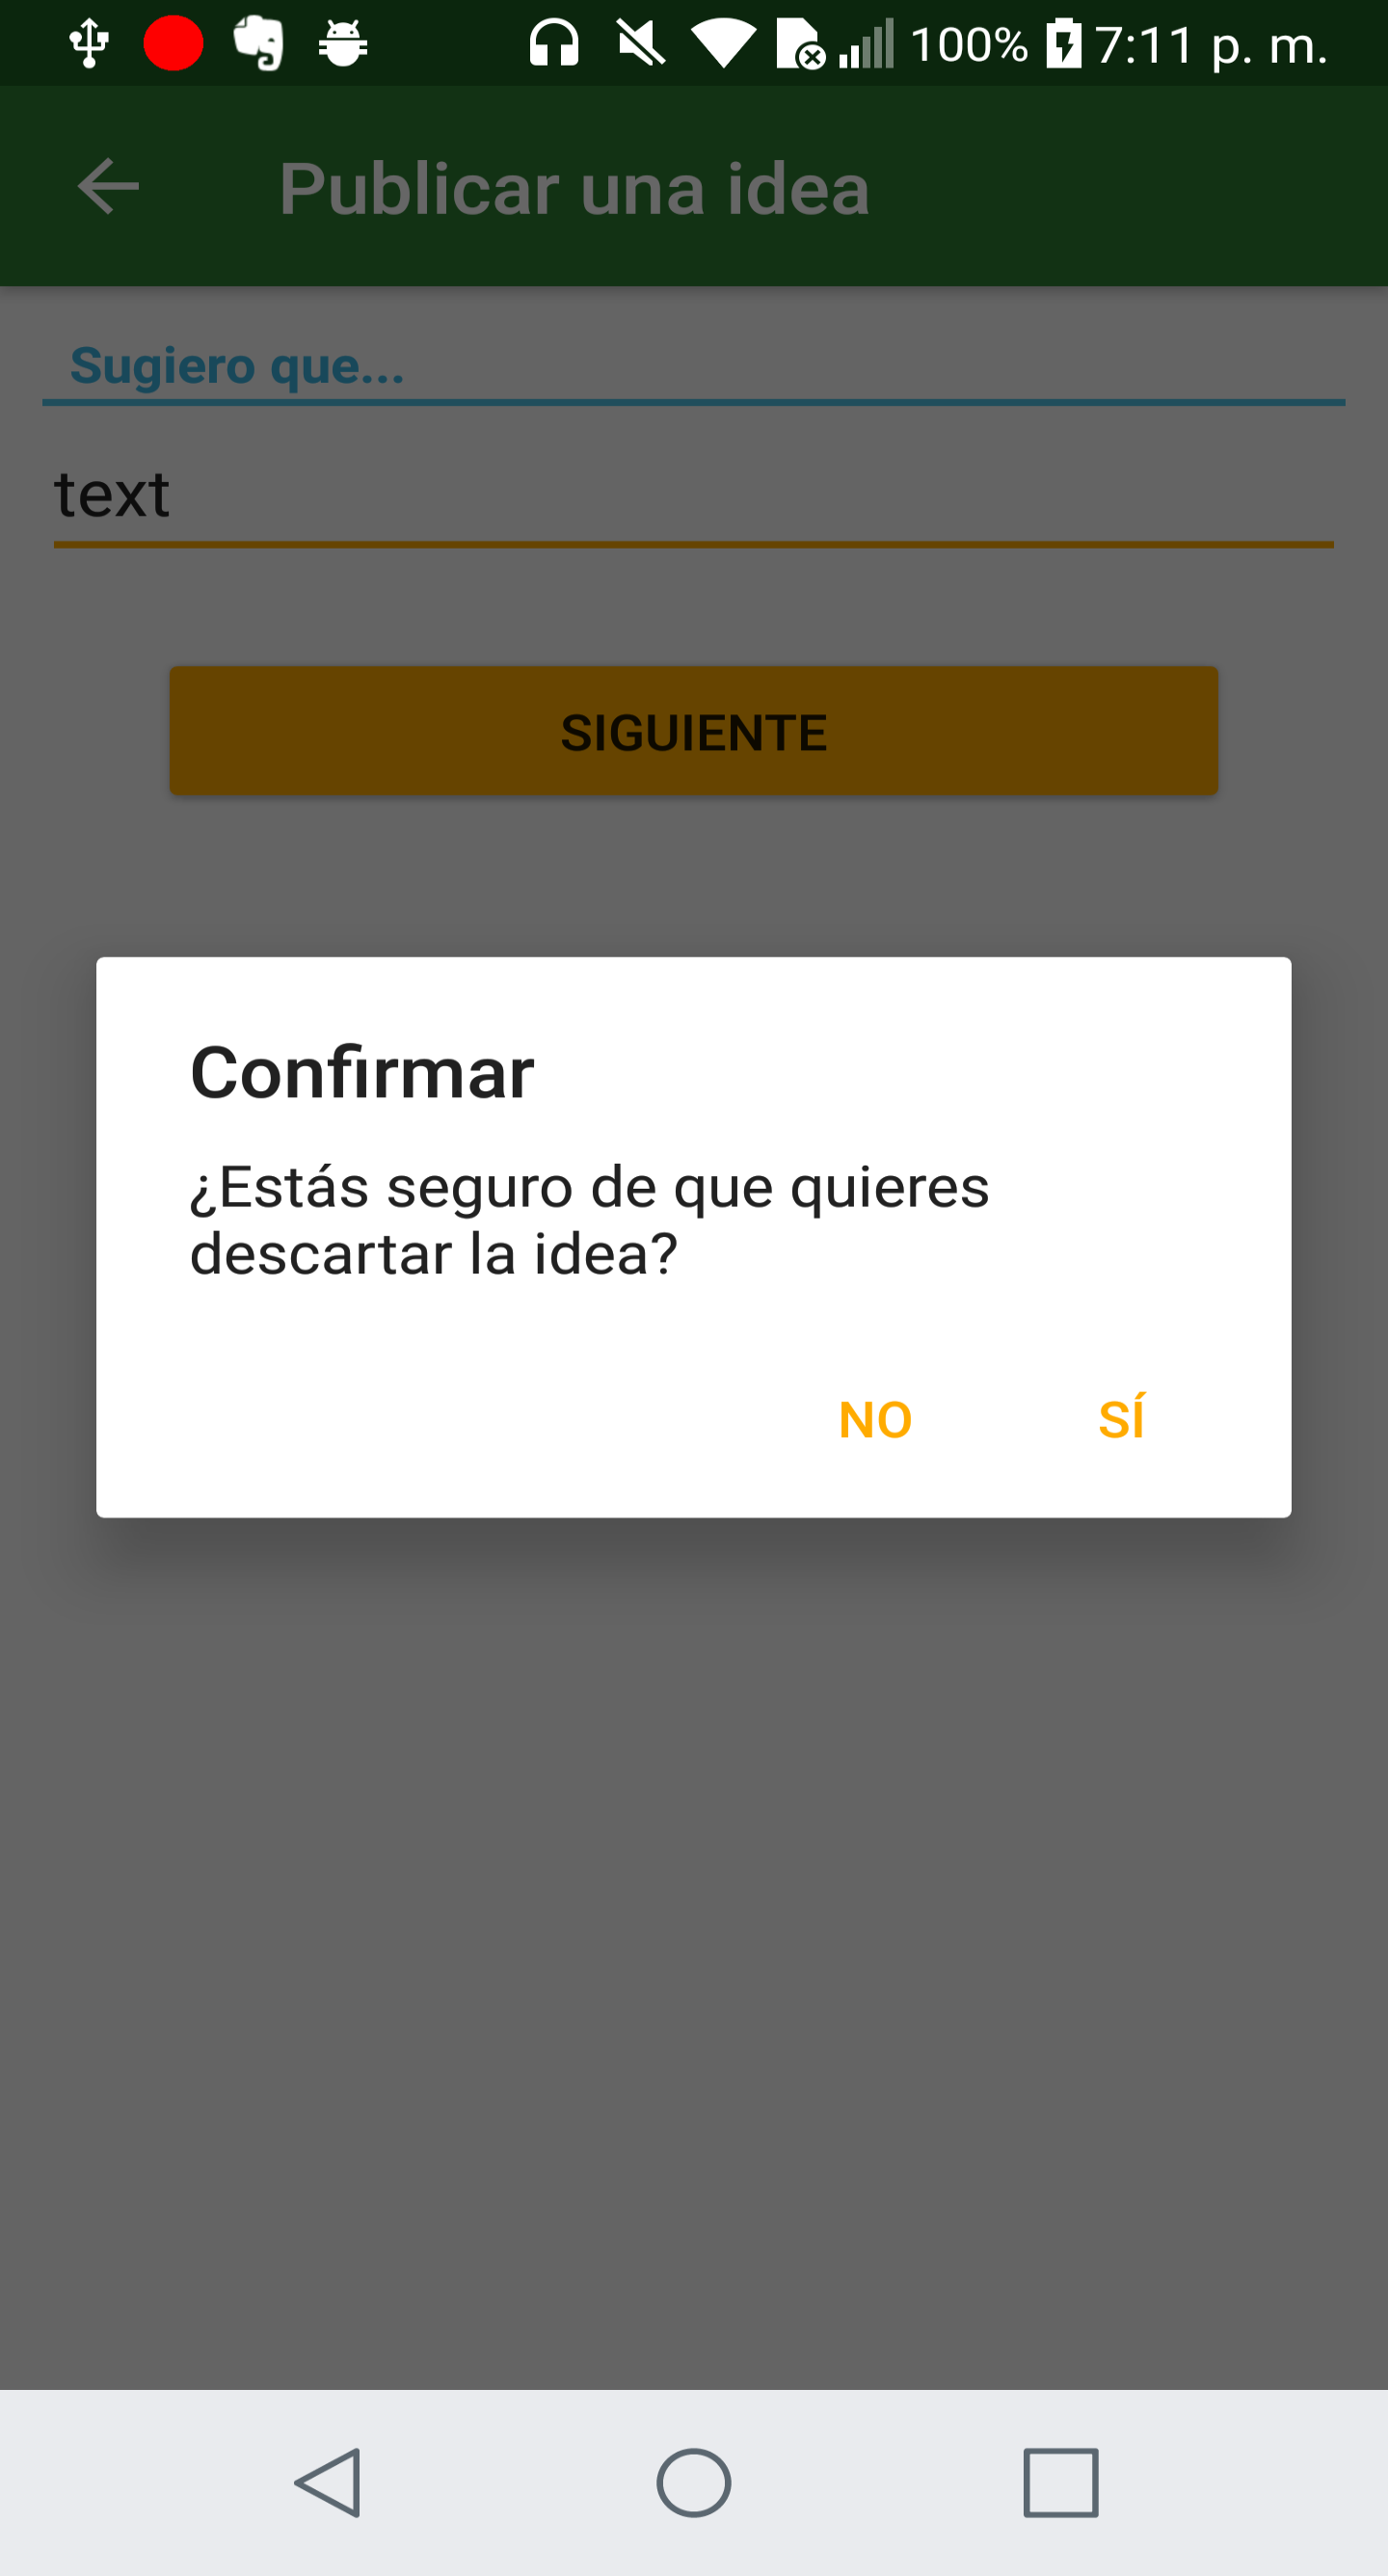 100% 7:11 p. m.
Publicar una idea
Sugiero que...
text
SIGUIENTE
Confirmar
¿Estás seguro de que quieres
descartar la idea?
NO SÍ